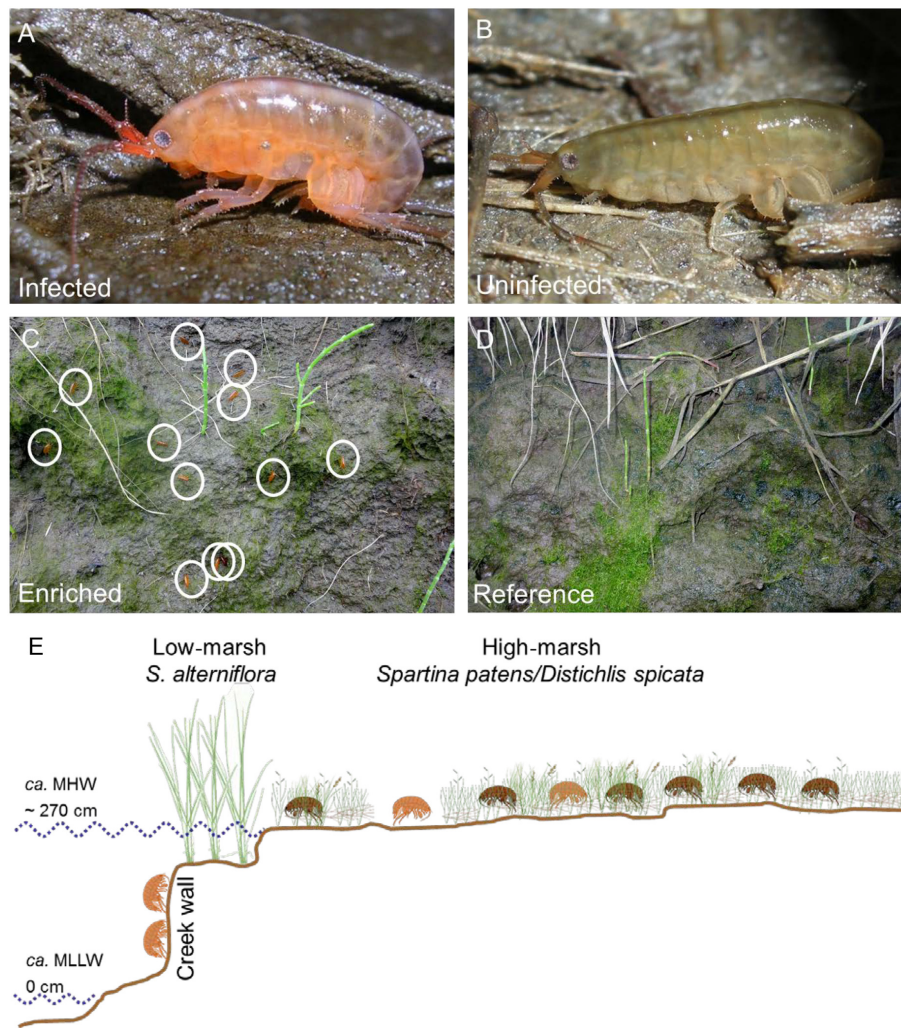 A
Infected
B
Uninfected
C
Enriched
D
Reference
E
Low-marsh
S. alterniflora
High-marsh
Spartina patens/Distichlis spicata
ca. MHW
~ 270 cm
Creek wall
ca. MLLW
0 cm